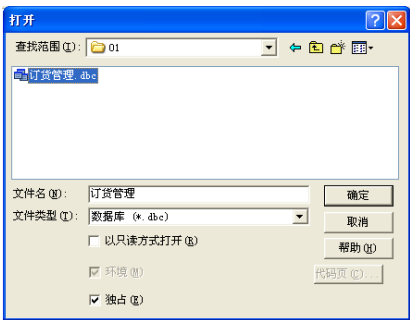 打开
查找范围(I): 01
订货管理.dbc
文件名(N): 订货管理 确定
文件类型(T): 数据库 (*.dbc) 取消
以只读方式打开(R) 帮助(H)
环境(M) 代码页(C)...
独占(E)